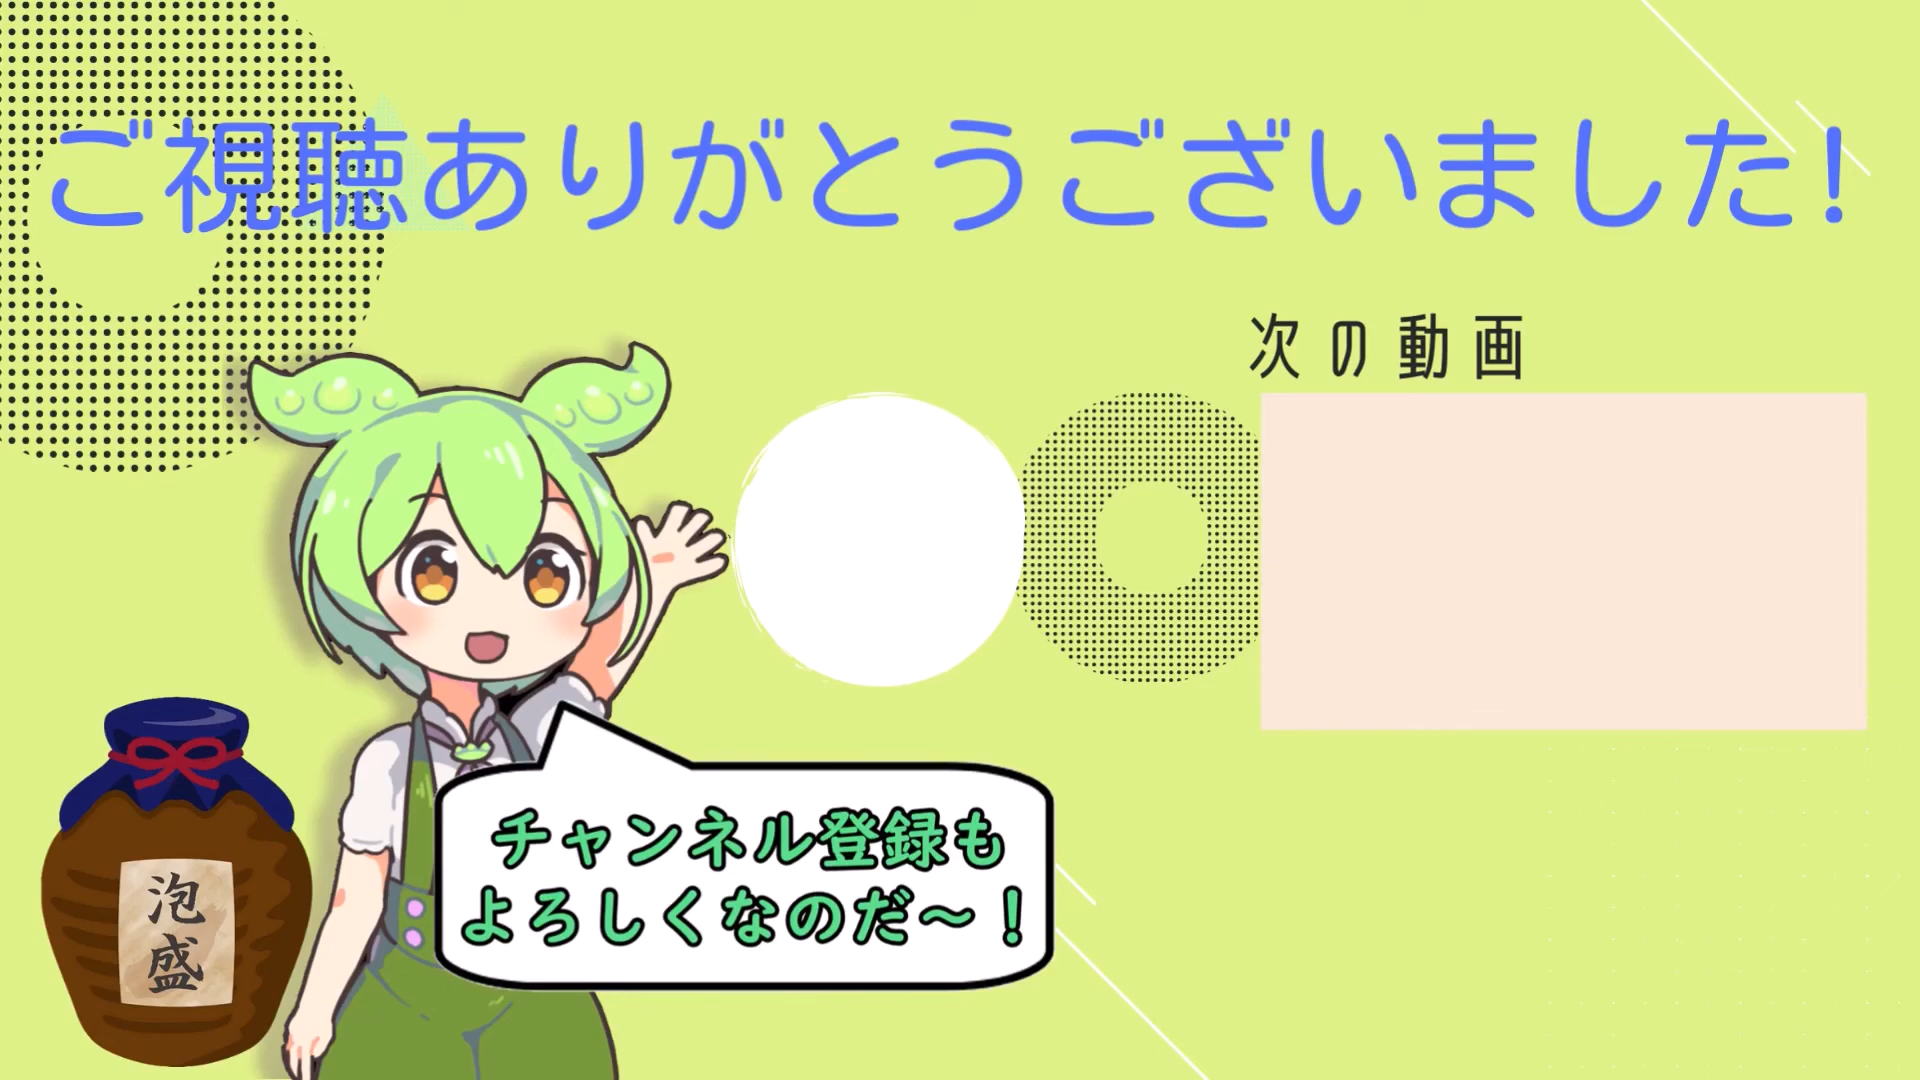 ご視聴ありがとうございました!
次の動画
チャンネル登録も
よろしくなのだ～！
泡盛